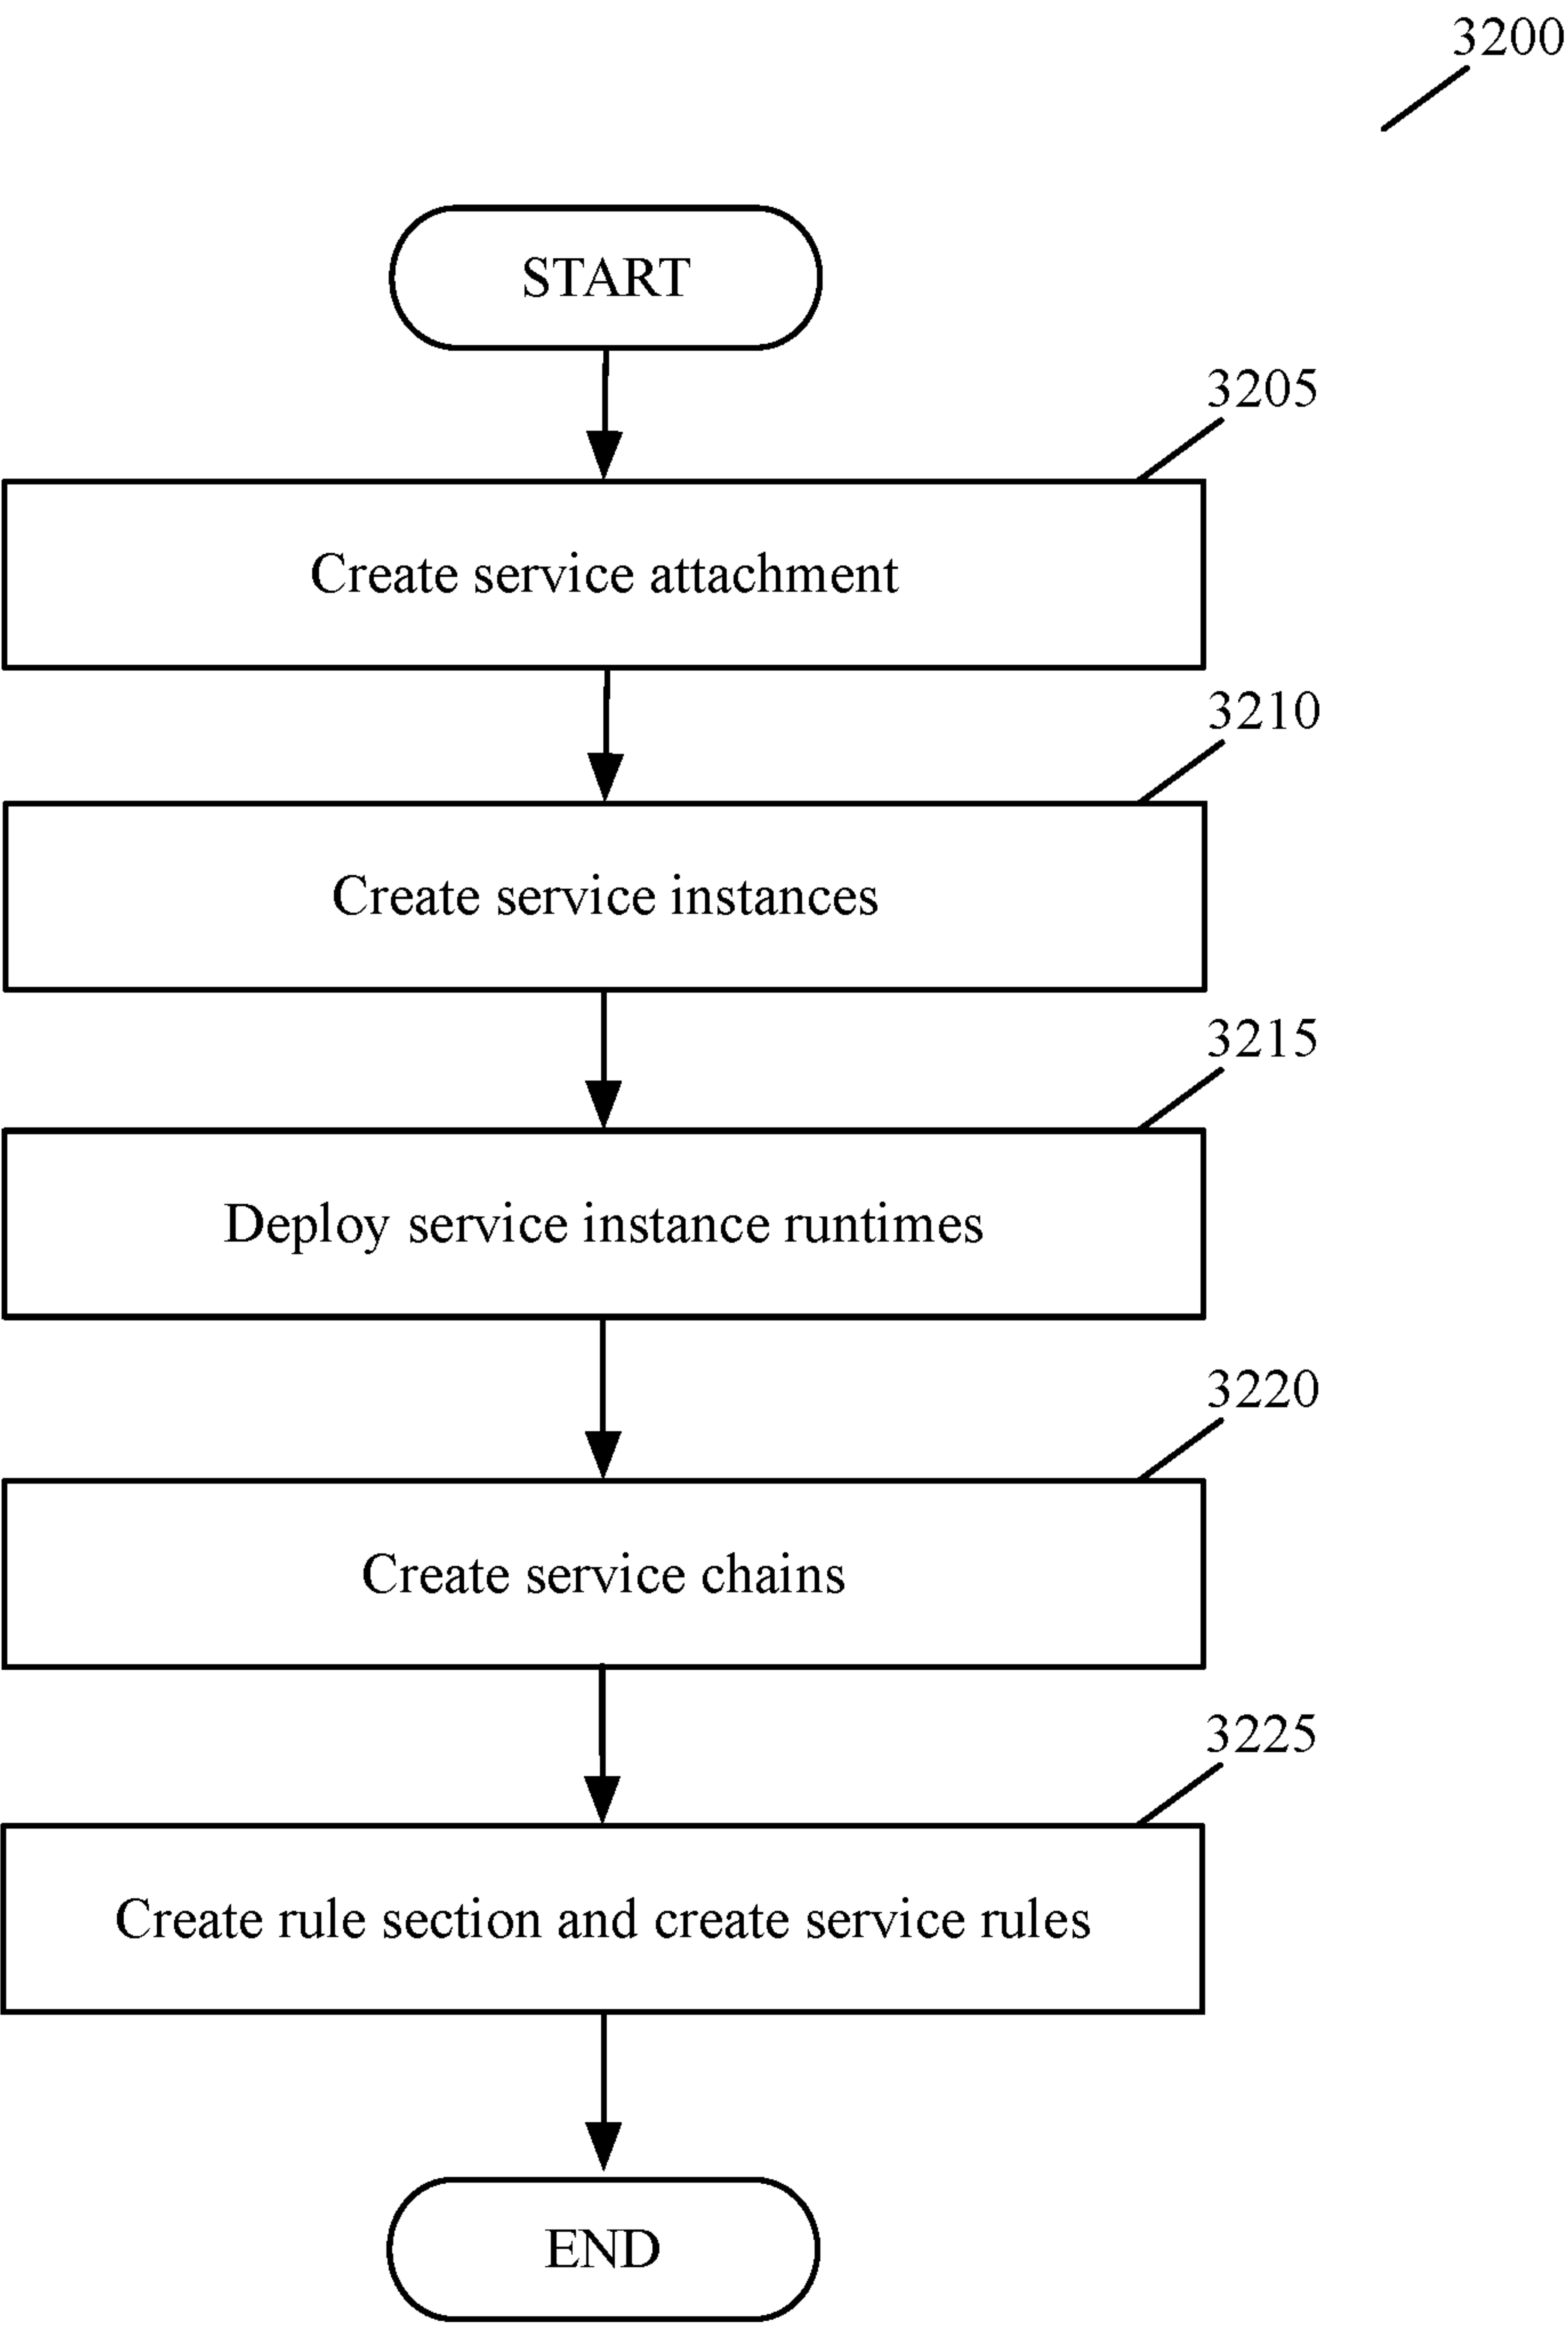 3200
START
3205
Create service attachment
3210
Create service instances
3215
Deploy service instance runtimes
3220
Create service chains
3225
Create rule section and create service rules
END